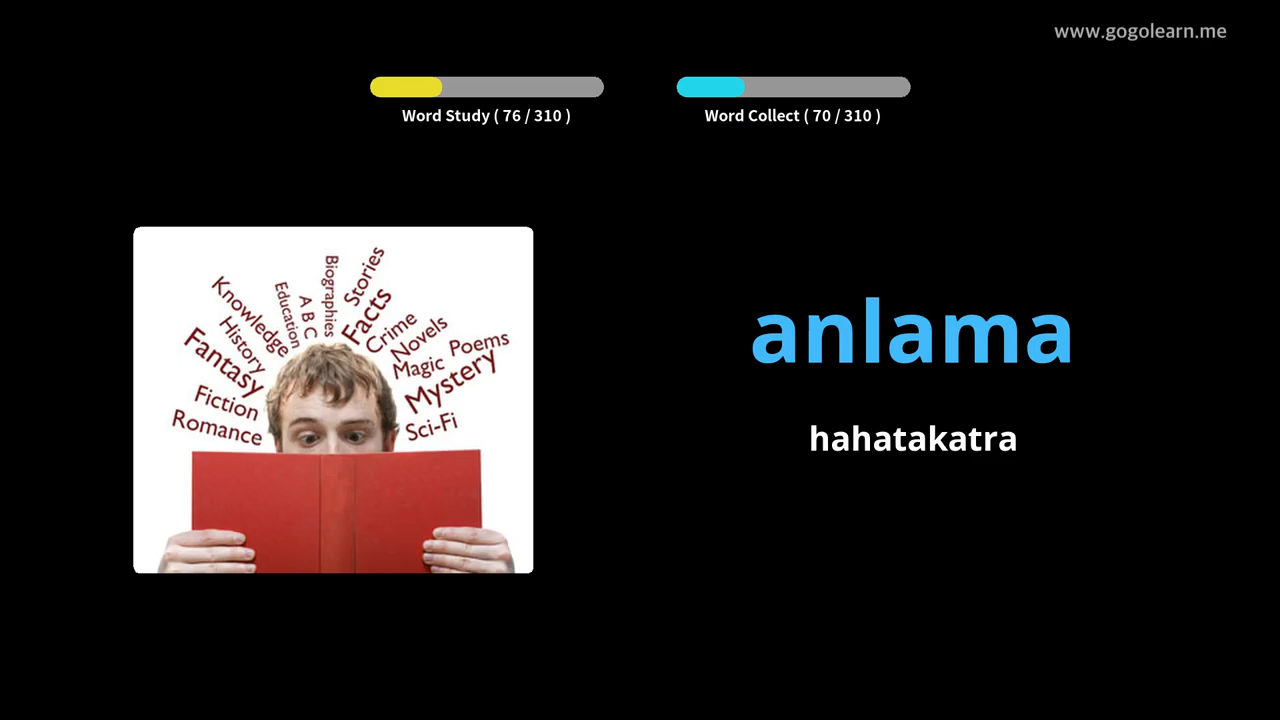 www.gogolearn.me
Word Study ( 76 / 310 )
Word Collect ( 70 / 310 )
Knowledge
Education
A B C
Biographies
Stories
Facts
History
Crime
Novels
Poems
Fantasy
Magic
Mystery
Fiction
Romance
Sci-Fi
anlama
hahatakatra